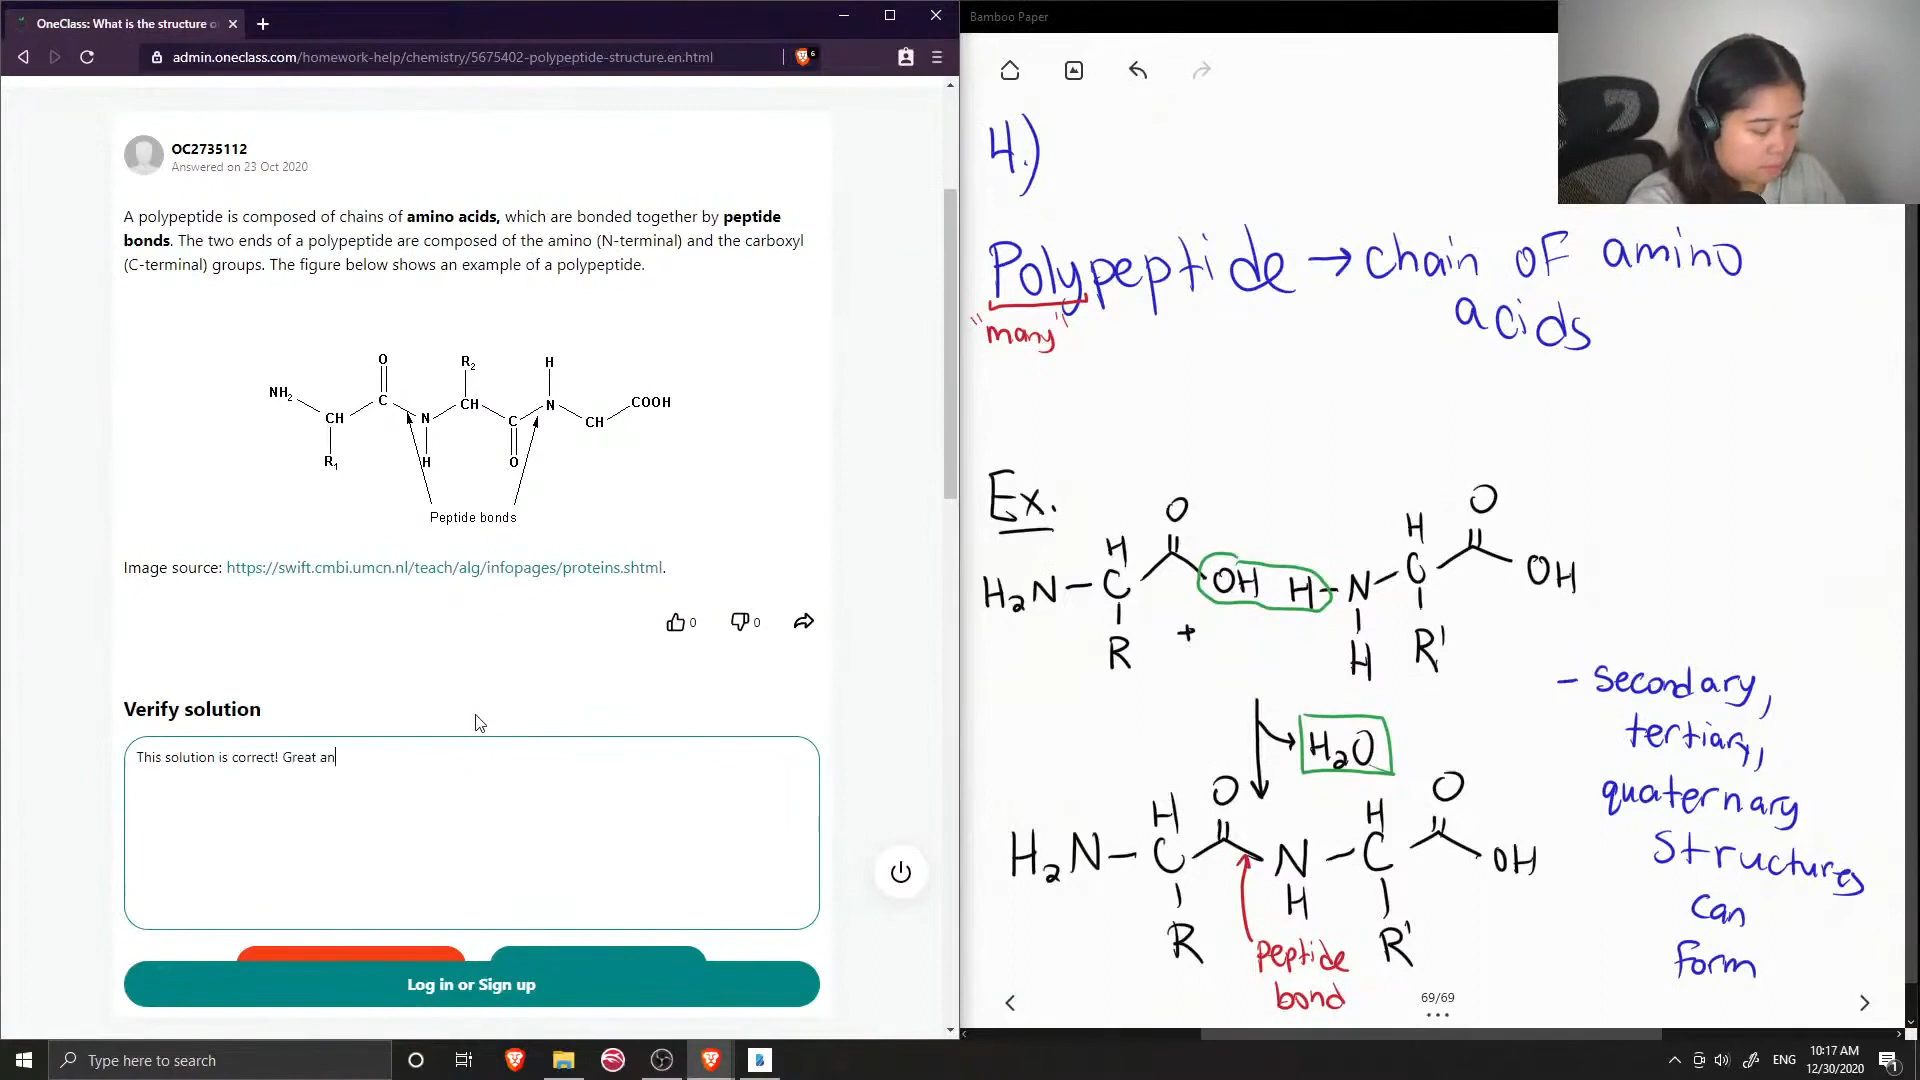 OneClass: What is the structure o
Bamboo Paper
admin.oneclass.com/homework-help/chemistry/5675402-polypeptide-structure.en.html
6
OC2735112
Answered on 23 Oct 2020
A polypeptide is composed of chains of amino acids, which are bonded together by peptide
bonds. The two ends of a polypeptide are composed of the amino (N-terminal) and the carboxyl
(C-terminal) groups. The figure below shows an example of a polypeptide.
O R₂ H
NH₂ C CH N COOH
CH N C CH
R₁ H O
Peptide bonds
Image source: https://swift.cmbi.umcn.nl/teach/alg/infopages/proteins.shtml.
0 0
Verify solution
This solution is correct! Great an
Log in or Sign up
4.)
Polypeptide → chain of amino
acids
"many"
Ex.
O O
H H
H₂N - C OH H - N - C OH
R + H R'
H₂O
O O
H H
H₂N - C N - C OH
H
R R'
peptide
bond
- Secondary,
tertiary,
quaternary
structures
can
form
69/69
Type here to search
B
ENG
10:17 AM
12/30/2020
1